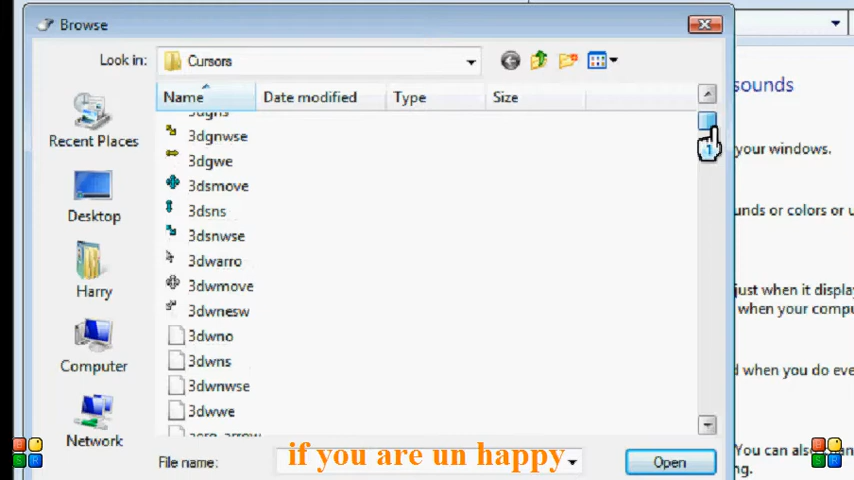 Browse
Look in: Cursors
sounds
Name Date modified Type Size
Recent Places
Desktop
Harry
Computer
Network
3dgns
3dgnwse
3dgwe
3dsmove
3dsns
3dsnwse
3dwarro
3dwmove
3dwnesw
3dwno
3dwns
3dwnwse
3dwwe
aero_arrow
your windows.
unds or colors or u
just when it display
when your compu
d when you do eve
You can also
ng.
File name: if you are un happy
Open
E S R
E S R
1